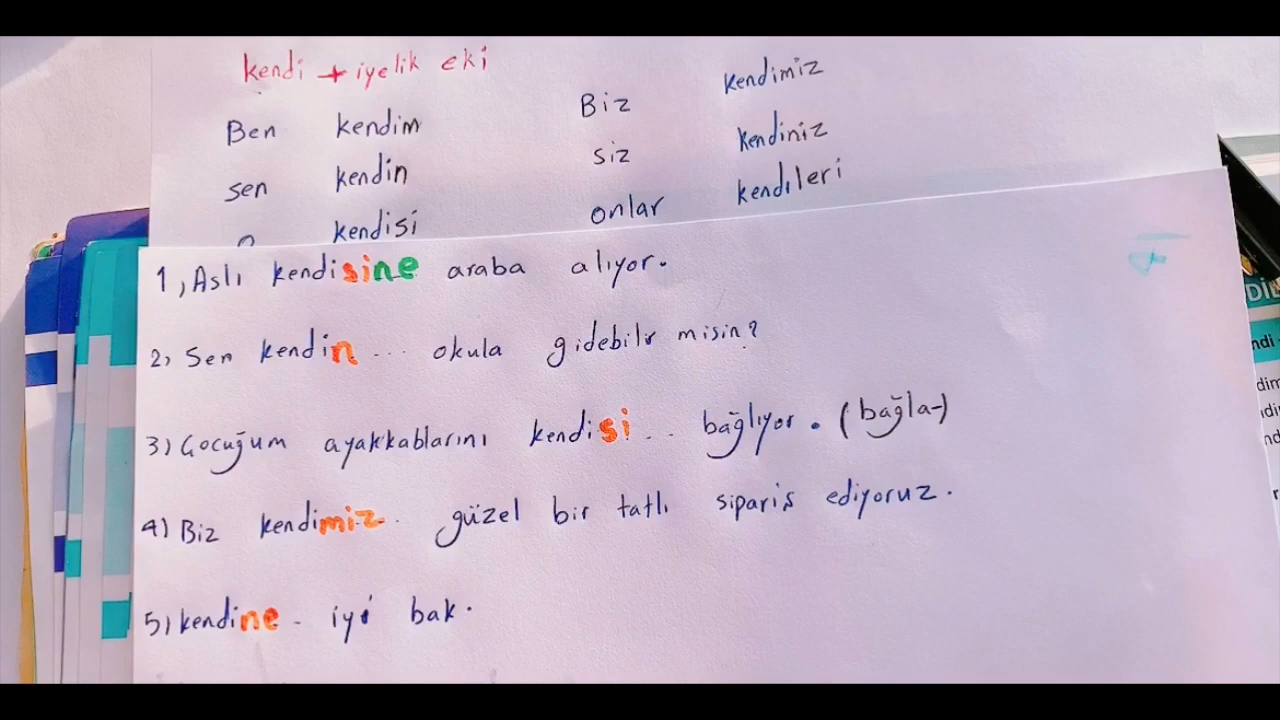 kendi + iyelik eki
Ben kendim Biz kendimiz
sen kendin siz kendiniz
O kendisi onlar kendileri
1) Aslı kendisine araba alıyor.
2) Sen kendin ... okula gidebilir misin?
3) Çocuğum ayakkablarını kendisi ... bağlıyor. (bağla-)
4) Biz kendimiz. güzel bir tatlı sipariş ediyoruz.
5) kendine - iyi bak.